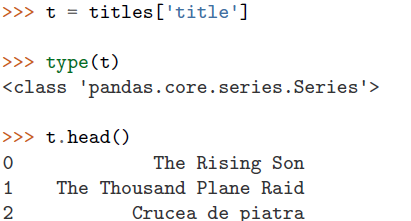 >>> t = titles['title']
>>> type(t)
<class 'pandas.core.series.Series'>
>>> t.head()
0 The Rising Son
1 The Thousand Plane Raid
2 Crucea de piatra